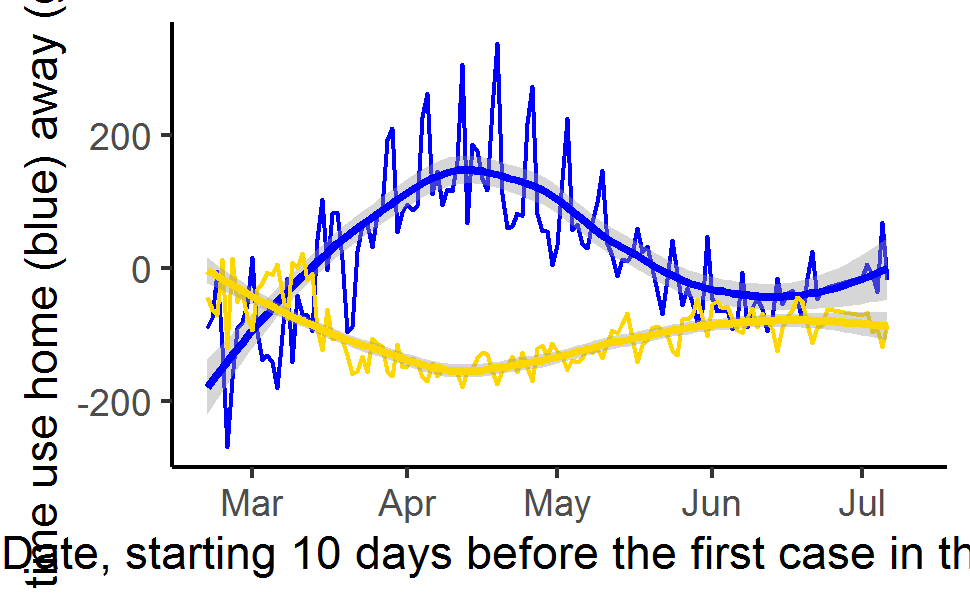 time use home (blue) away (
200
0
-200
Mar Apr May Jun Jul
Date, starting 10 days before the first case in th